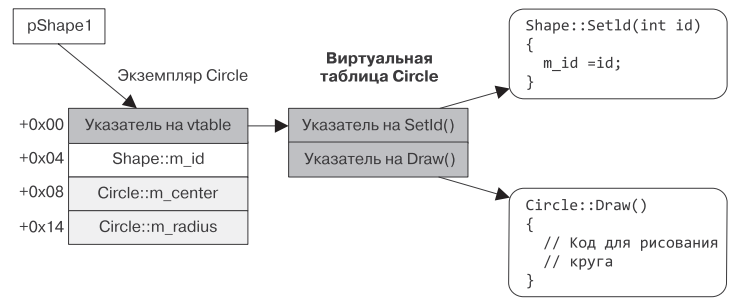 pShape1
Экземпляр Circle
Виртуальная
таблица Circle
+0x00
Указатель на vtable
+0x04
Shape::m_id
+0x08
Circle::m_center
+0x14
Circle::m_radius
Указатель на SetId()
Указатель на Draw()
Shape::SetId(int id)
{
m_id =id;
}
Circle::Draw()
{
// Код для рисования
// круга
}